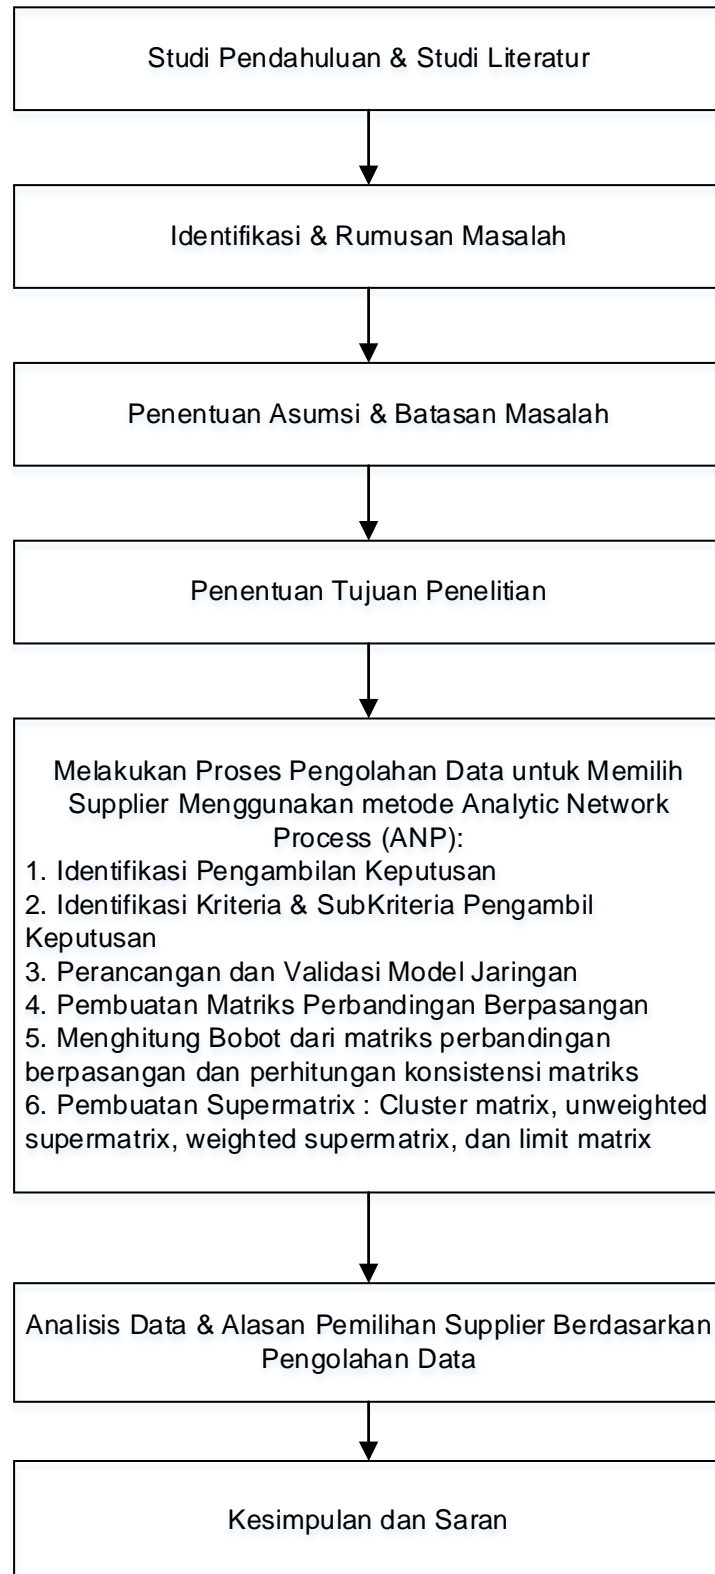 Studi Pendahuluan & Studi Literatur
Identifikasi & Rumusan Masalah
Penentuan Asumsi & Batasan Masalah
Penentuan Tujuan Penelitian
Melakukan Proses Pengolahan Data untuk Memilih
Supplier Menggunakan metode Analytic Network
Process (ANP):
1. Identifikasi Pengambilan Keputusan
2. Identifikasi Kriteria & SubKriteria Pengambil
Keputusan
3. Perancangan dan Validasi Model Jaringan
4. Pembuatan Matriks Perbandingan Berpasangan
5. Menghitung Bobot dari matriks perbandingan
berpasangan dan perhitungan konsistensi matriks
6. Pembuatan Supermatrix : Cluster matrix, unweighted
supermatrix, weighted supermatrix, dan limit matrix
Analisis Data & Alasan Pemilihan Supplier Berdasarkan
Pengolahan Data
Kesimpulan dan Saran